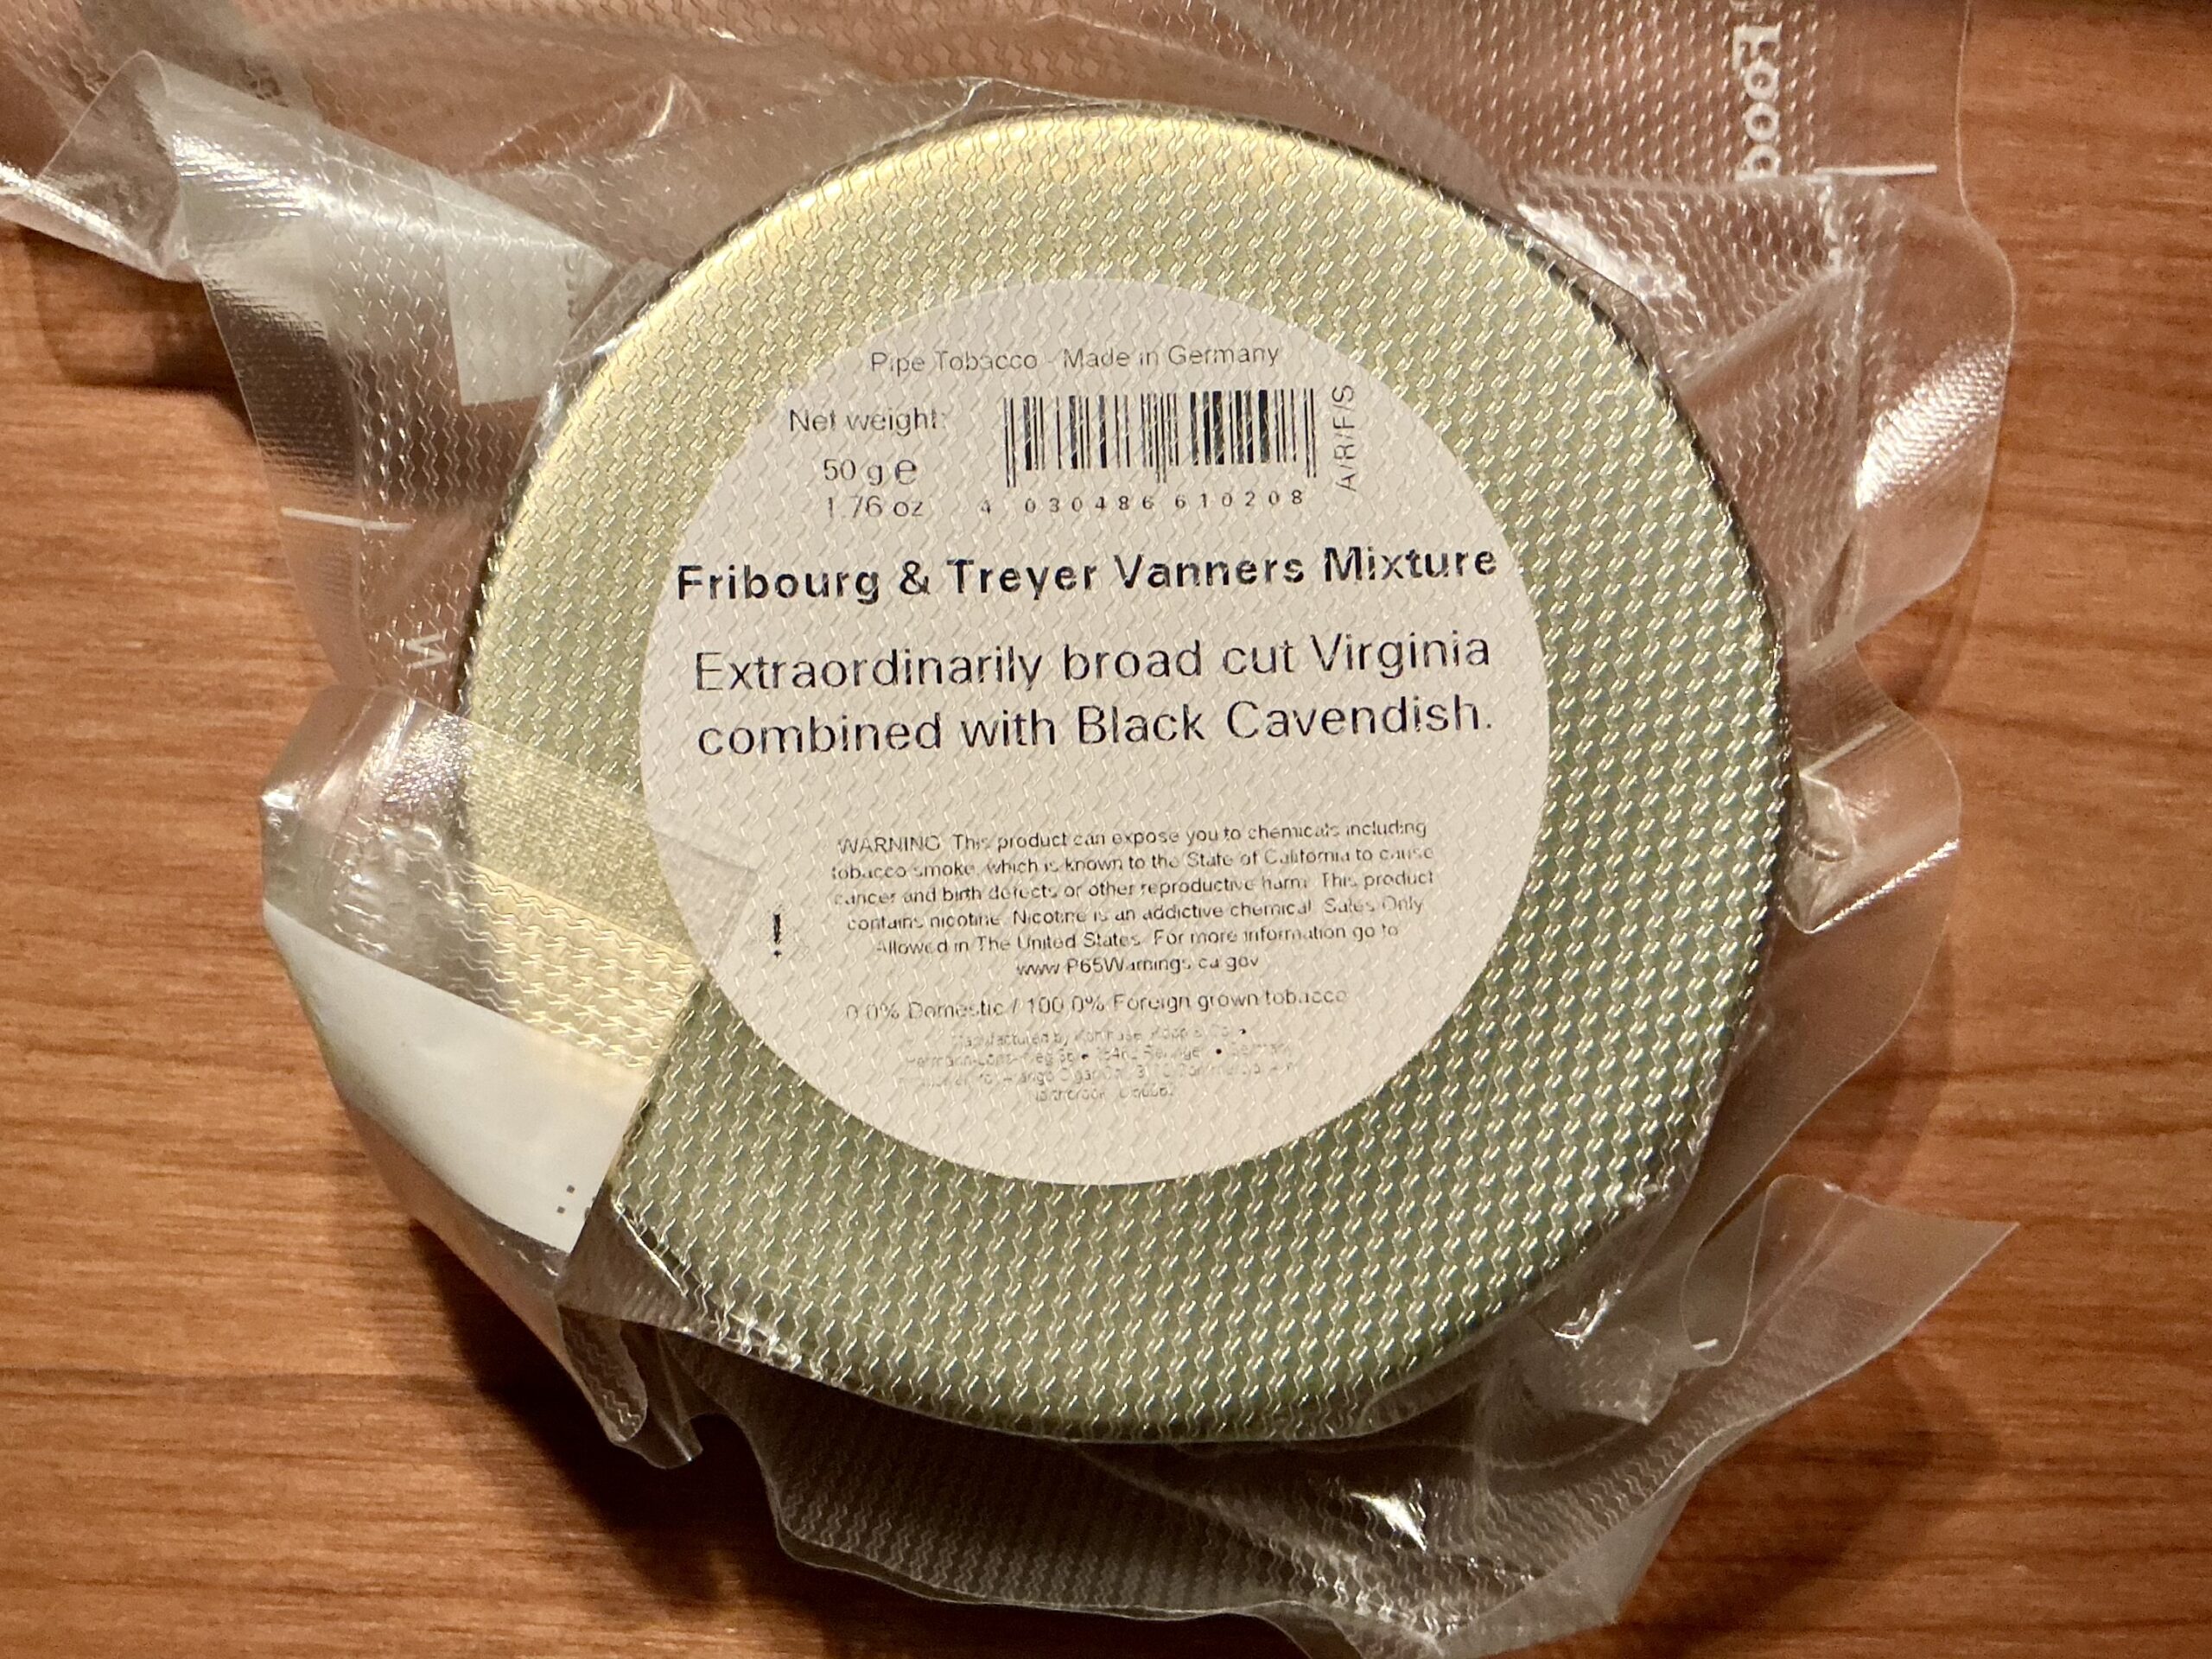 Food
Pipe Tobacco - Made in Germany
Net weight:
50 g e
1.76 oz
4 030486 610208
A/R/F/S
Fribourg & Treyer Vanners Mixture
Extraordinarily broad cut Virginia
combined with Black Cavendish.
WARNING: This product can expose you to chemicals including
tobacco smoke, which is known to the State of California to cause
cancer and birth defects or other reproductive harm. This product
contains nicotine. Nicotine is an addictive chemical. Sales Only
Allowed in The United States. For more information go to
www.P65Warnings.ca.gov
!
0.0% Domestic / 100.0% Foreign grown tobacco
Manufactured by